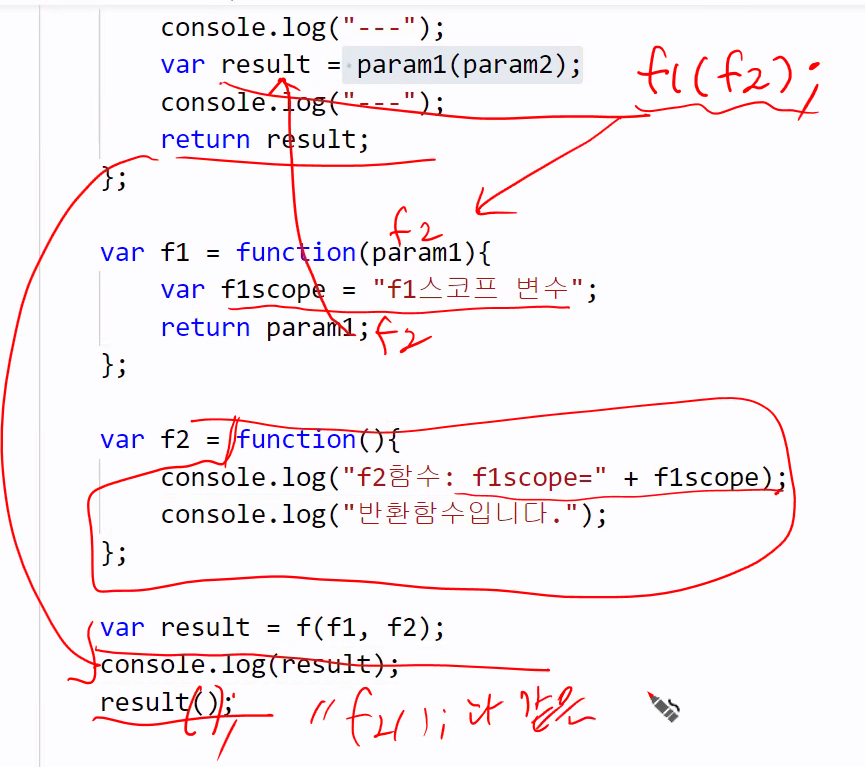 console.log("---");
var result = param1(param2);
f1(f2);
console.log("---");
return result;
};
f2
var f1 = function(param1){
var f1scope = "f1스코프 변수";
return param1; f2
};
var f2 = function(){
console.log("f2함수: f1scope=" + f1scope);
console.log("반환함수입니다.");
};
var result = f(f1, f2);
console.log(result);
result();
();
"f2(); 와 같은